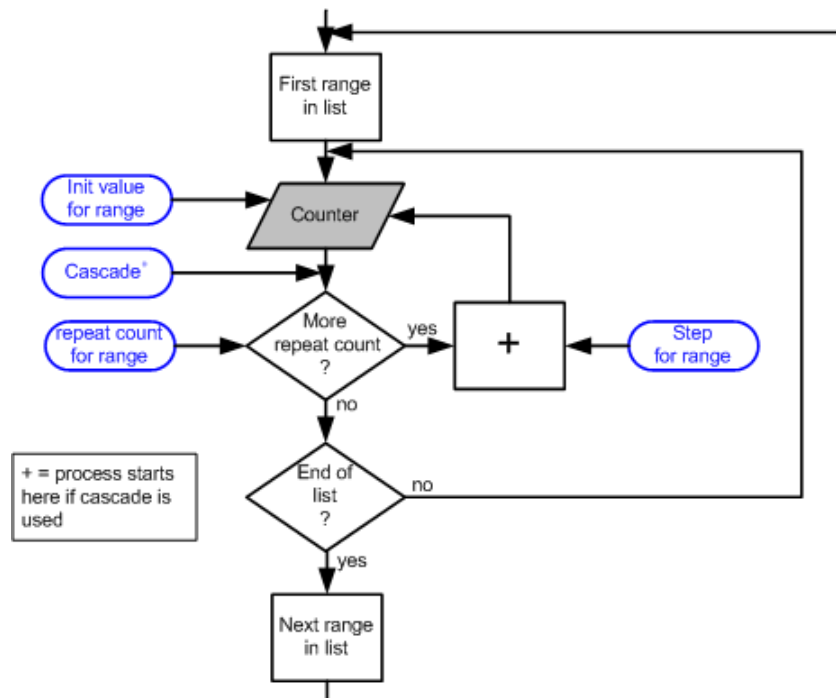 First range
in list
Init value
for range
Counter
Cascade+
repeat count
for range
More
repeat count
?
yes
+
Step
for range
no
+ = process starts
here if cascade is
used
End of
list
?
no
yes
Next range
in list